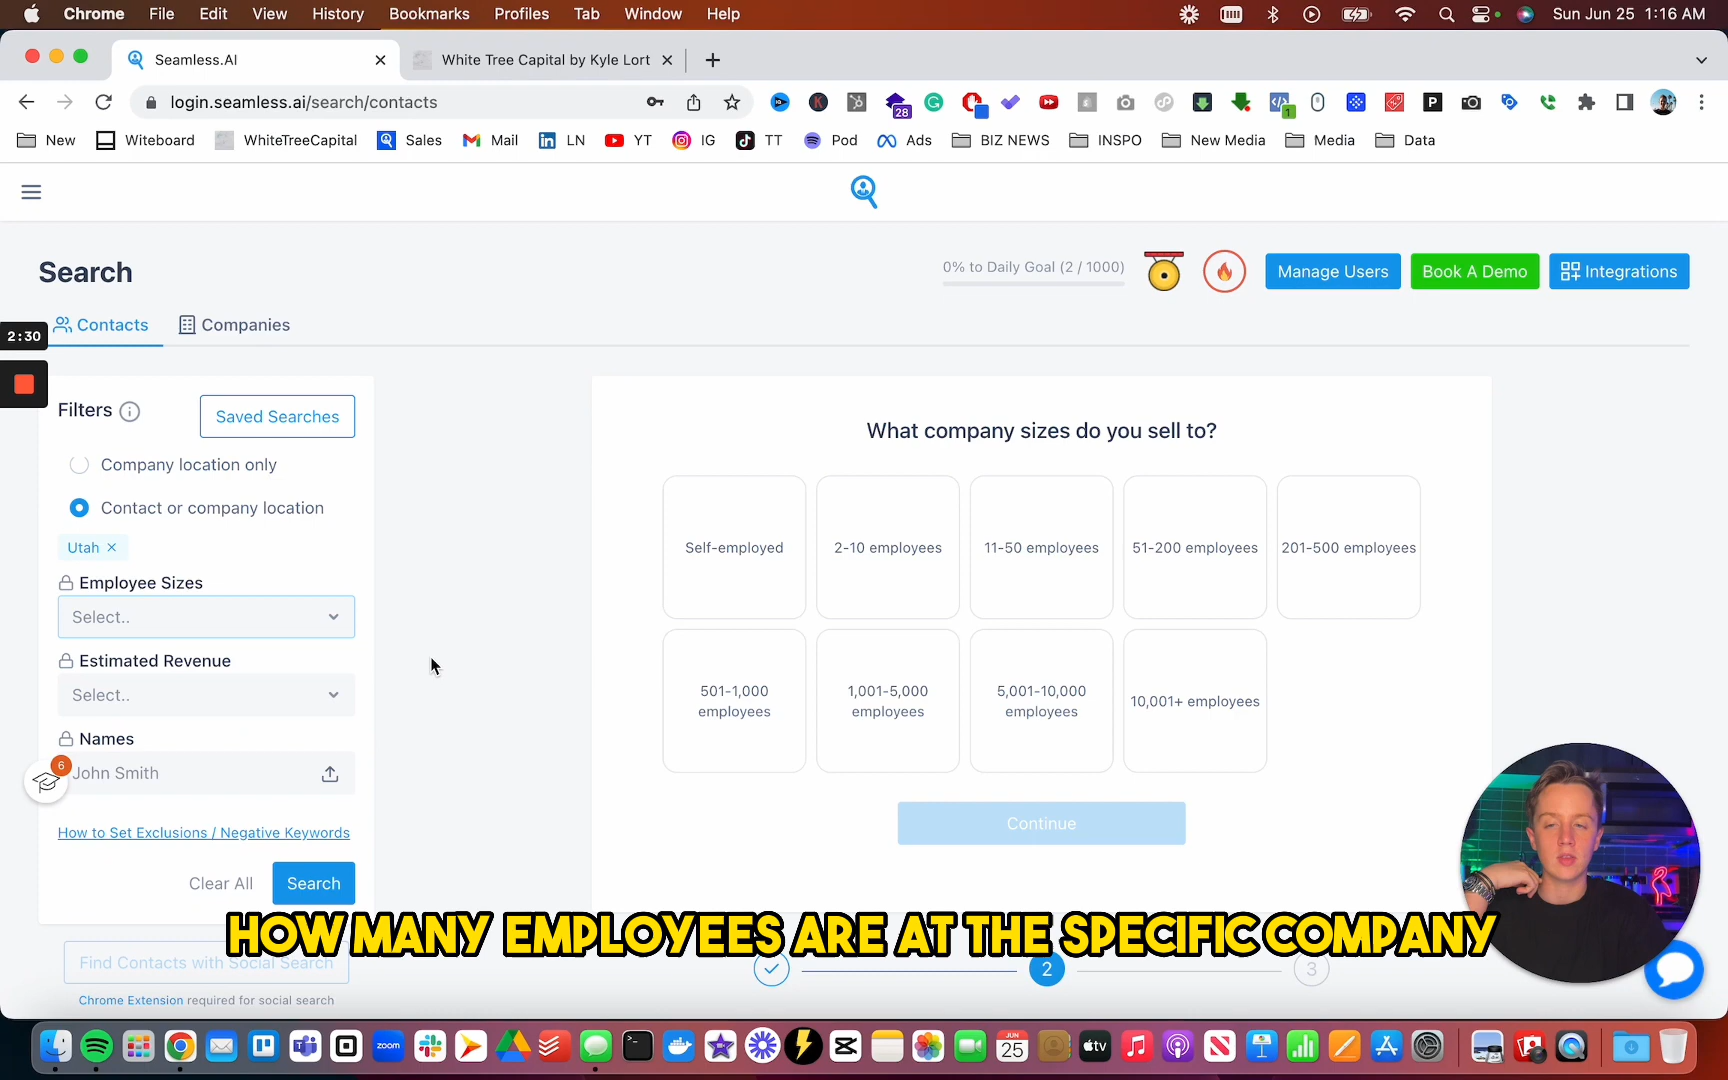 Chrome File Edit View History Bookmarks Profiles Tab Window Help Sun Jun 25 1:16 AM
Seamless.AI White Tree Capital by Kyle Lort
login.seamless.ai/search/contacts
28
1
P
New Witeboard WhiteTreeCapital Sales Mail LN YT IG TT Pod Ads BIZ NEWS INSPO New Media Media Data
Search
0% to Daily Goal (2 / 1000)
Manage Users
Book A Demo
Integrations
Contacts
Companies
2:30
Filters
Saved Searches
Company location only
Contact or company location
Utah
Employee Sizes
Select..
Estimated Revenue
Select..
Names
6
John Smith
How to Set Exclusions / Negative Keywords
Clear All
Search
Find Contacts with Social Search
Chrome Extension required for social search
What company sizes do you sell to?
Self-employed
2-10 employees
11-50 employees
51-200 employees
201-500 employees
501-1,000
employees
1,001-5,000
employees
5,001-10,000
employees
10,001+ employees
Continue
HOW MANY EMPLOYEES ARE AT THE SPECIFIC COMPANY
2
3
zoom
JUN
25
tv